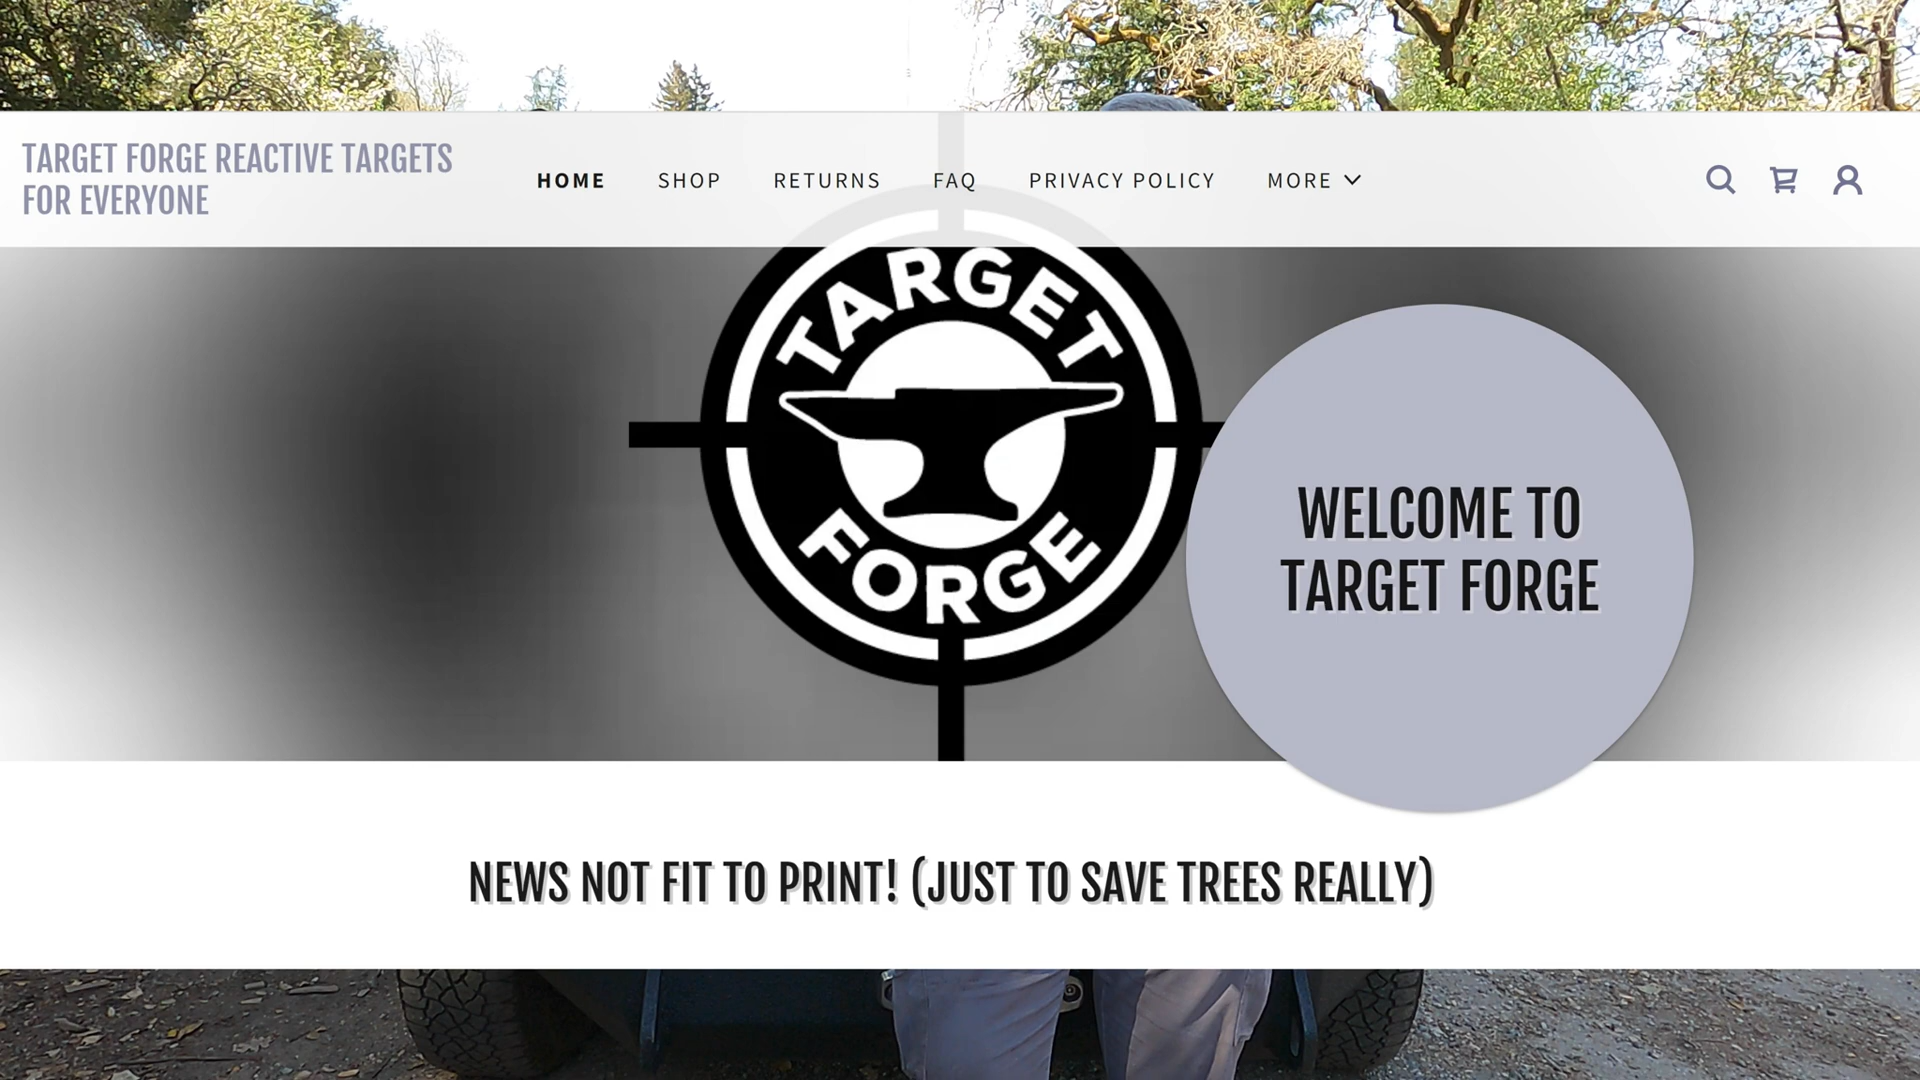 TARGET FORGE REACTIVE TARGETS
FOR EVERYONE
HOME SHOP RETURNS FAQ PRIVACY POLICY MORE
TARGET
FORGE
WELCOME TO
TARGET FORGE
NEWS NOT FIT TO PRINT! (JUST TO SAVE TREES REALLY)